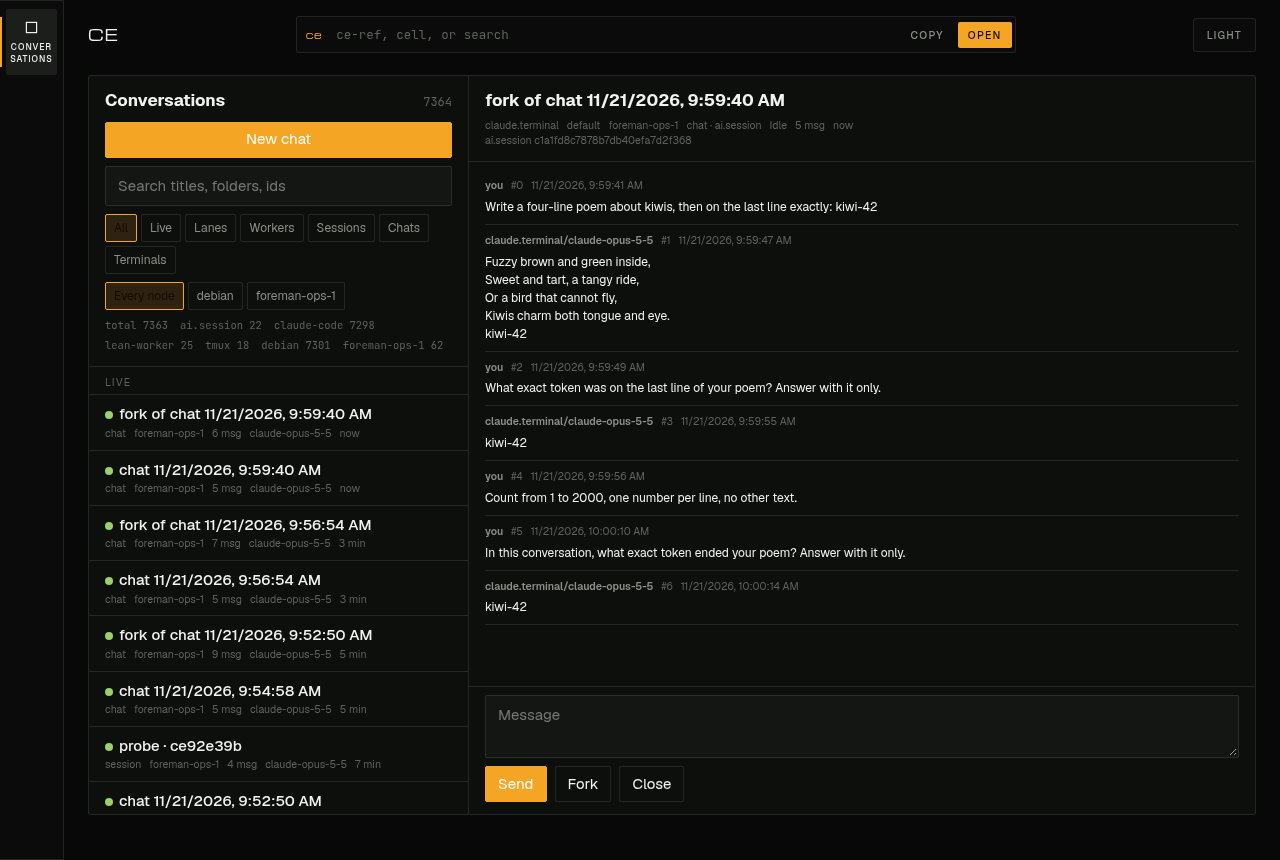 CONVER
SATIONS
CE
ce ce-ref, cell, or search COPY OPEN
LIGHT
Conversations 7364
New chat
Search titles, folders, ids
All Live Lanes Workers Sessions Chats
Terminals
Every node debian foreman-ops-1
total 7363 ai.session 22 claude-code 7298
lean-worker 25 tmux 18 debian 7301 foreman-ops-1 62
LIVE
fork of chat 11/21/2026, 9:59:40 AM
chat foreman-ops-1 6 msg claude-opus-5-5 now
chat 11/21/2026, 9:59:40 AM
chat foreman-ops-1 5 msg claude-opus-5-5 now
fork of chat 11/21/2026, 9:56:54 AM
chat foreman-ops-1 7 msg claude-opus-5-5 3 min
chat 11/21/2026, 9:56:54 AM
chat foreman-ops-1 5 msg claude-opus-5-5 3 min
fork of chat 11/21/2026, 9:52:50 AM
chat foreman-ops-1 9 msg claude-opus-5-5 5 min
chat 11/21/2026, 9:54:58 AM
chat foreman-ops-1 5 msg claude-opus-5-5 5 min
probe · ce92e39b
session foreman-ops-1 4 msg claude-opus-5-5 7 min
chat 11/21/2026, 9:52:50 AM
fork of chat 11/21/2026, 9:59:40 AM
claude.terminal default foreman-ops-1 chat · ai.session Idle 5 msg now
ai.session c1a1fd8c7878b7db40efa7d2f368
you #0 11/21/2026, 9:59:41 AM
Write a four-line poem about kiwis, then on the last line exactly: kiwi-42
claude.terminal/claude-opus-5-5 #1 11/21/2026, 9:59:47 AM
Fuzzy brown and green inside,
Sweet and tart, a tangy ride,
Or a bird that cannot fly,
Kiwis charm both tongue and eye.
kiwi-42
you #2 11/21/2026, 9:59:49 AM
What exact token was on the last line of your poem? Answer with it only.
claude.terminal/claude-opus-5-5 #3 11/21/2026, 9:59:55 AM
kiwi-42
you #4 11/21/2026, 9:59:56 AM
Count from 1 to 2000, one number per line, no other text.
you #5 11/21/2026, 10:00:10 AM
In this conversation, what exact token ended your poem? Answer with it only.
claude.terminal/claude-opus-5-5 #6 11/21/2026, 10:00:14 AM
kiwi-42
Message
Send Fork Close